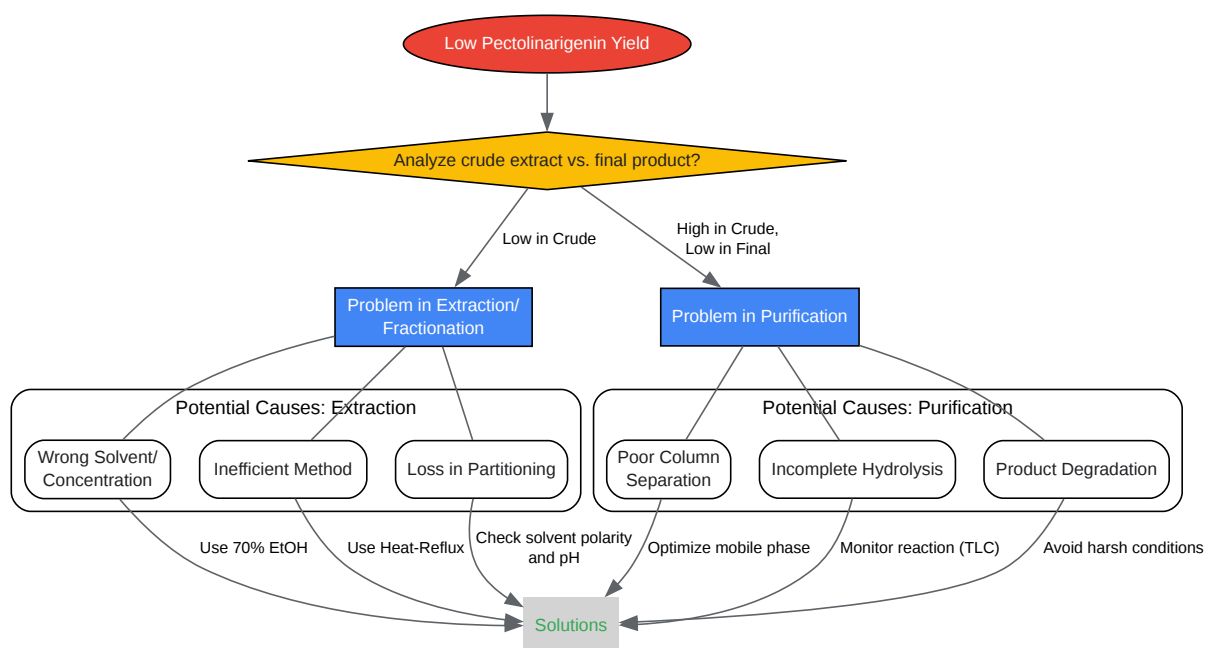 Low Pectolinarigenin Yield
Analyze crude extract vs. final product?
Low in Crude
High in Crude,
Low in Final
Problem in Extraction/
Fractionation
Problem in Purification
Potential Causes: Extraction
Potential Causes: Purification
Wrong Solvent/
Concentration
Inefficient Method
Loss in Partitioning
Poor Column
Separation
Incomplete Hydrolysis
Product Degradation
Use 70% EtOH
Use Heat-Reflux
Check solvent polarity
and pH
Optimize mobile phase
Monitor reaction (TLC)
Avoid harsh conditions
Solutions